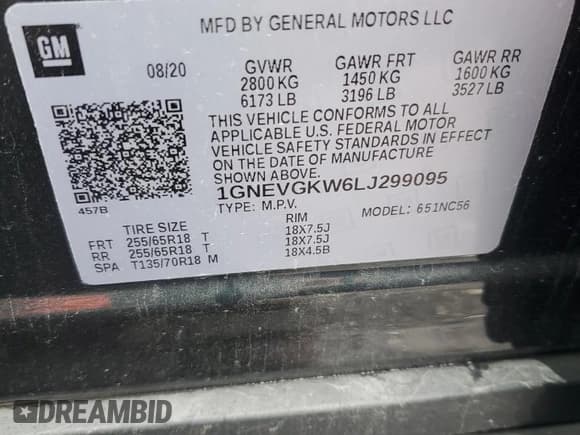 MFD BY GENERAL MOTORS LLC
GM
08/20 GVWR GAWR FRT GAWR RR
2800 KG 1450 KG 1600 KG
6173 LB 3196 LB 3527 LB
THIS VEHICLE CONFORMS TO ALL
APPLICABLE U.S. FEDERAL MOTOR
VEHICLE SAFETY STANDARDS IN EFFECT
ON THE DATE OF MANUFACTURE
SHOWN ABOVE.
1GNEVGKW6LJ299095
TYPE: M.P.V. MODEL: 651NC56
457B
TIRE SIZE RIM
FRT 255/65R18 T 18X7.5J
RR 255/65R18 T 18X7.5J
SPA T135/70R18 M 18X4.5B
DREAMBID